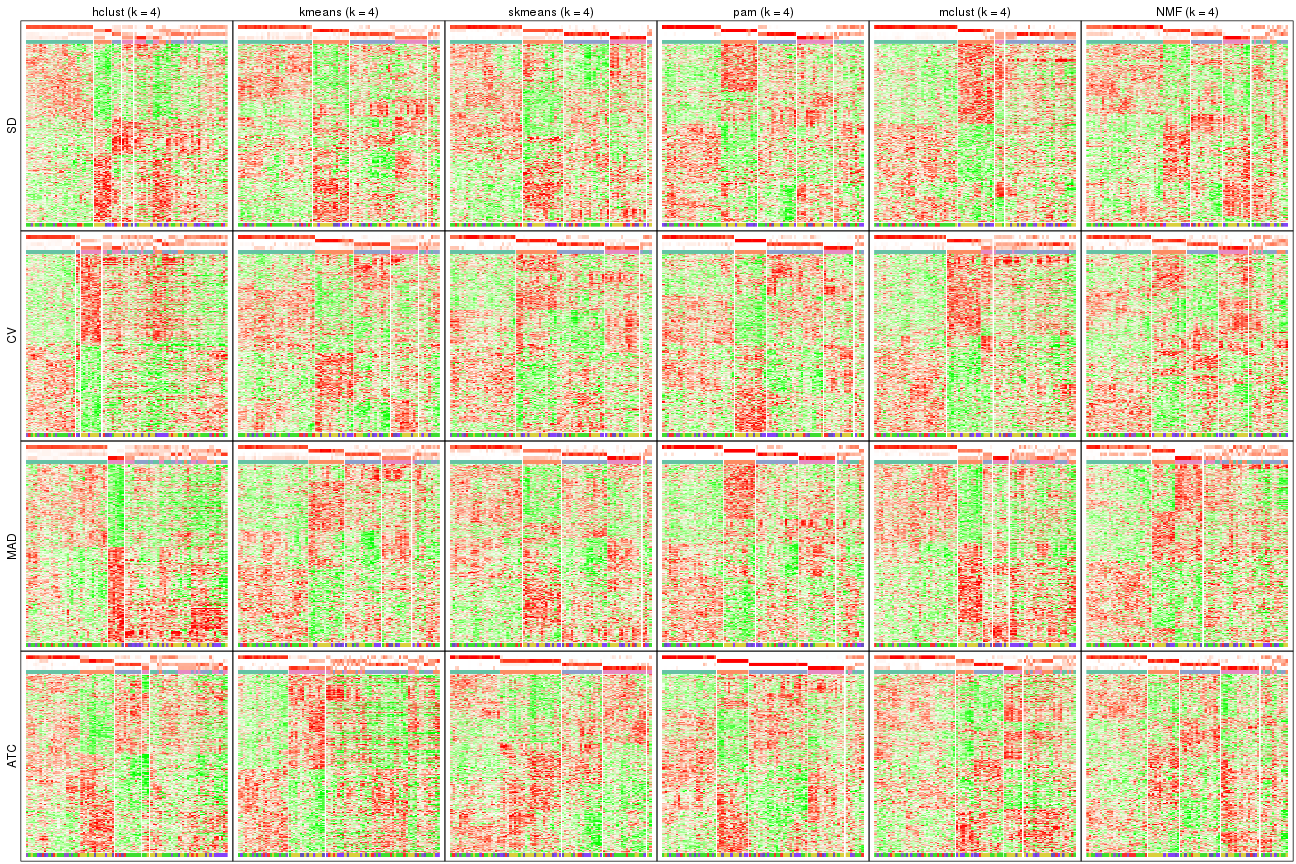 hclust (k = 4) kmeans (k = 4) skmeans (k = 4) pam (k = 4) mclust (k = 4) NMF (k = 4)
SD
CV
MAD
ATC